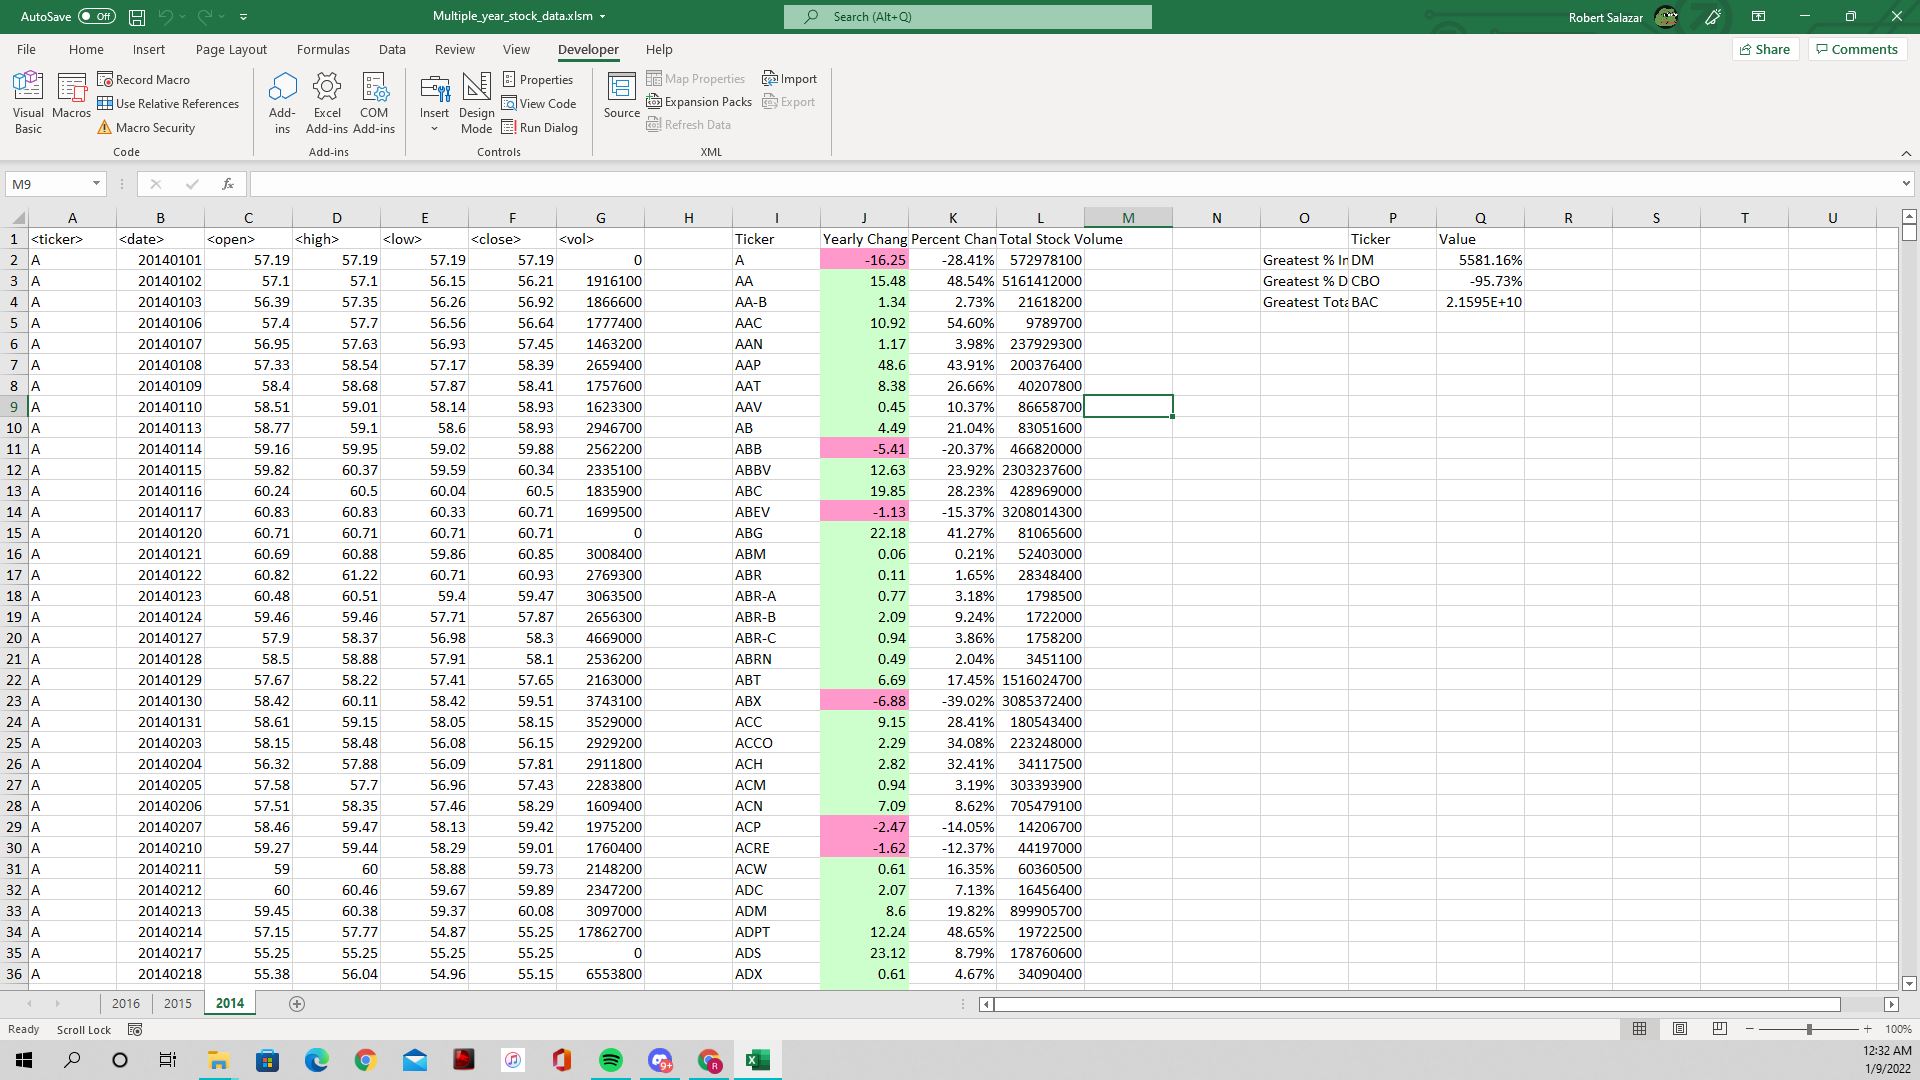 AutoSave Off Multiple_year_stock_data.xlsm Search (Alt+Q) Robert Salazar
File Home Insert Page Layout Formulas Data Review View Developer Help Share Comments
Visual Basic Macros Record Macro Use Relative References Macro Security
Add-ins Excel Add-ins COM Add-ins Insert Design Mode Properties View Code Run Dialog
Source Map Properties Expansion Packs Refresh Data Import Export
Code Add-ins Controls XML
M9 fx
A B C D E F G H I J K L M N O P Q R S T U
1 <ticker> <date> <open> <high> <low> <close> <vol> Ticker Yearly Chang Percent Chan Total Stock Volume Ticker Value
2 A 20140101 57.19 57.19 57.19 57.19 0 A -16.25 -28.41% 572978100 Greatest % In DM 5581.16%
3 A 20140102 57.1 57.1 56.15 56.21 1916100 AA 15.48 48.54% 5161412000 Greatest % D CBO -95.73%
4 A 20140103 56.39 57.35 56.26 56.92 1866600 AA-B 1.34 2.73% 21618200 Greatest Tota BAC 2.1595E+10
5 A 20140106 57.4 57.7 56.56 56.64 1777400 AAC 10.92 54.60% 9789700
6 A 20140107 56.95 57.63 56.93 57.45 1463200 AAN 1.17 3.98% 237929300
7 A 20140108 57.33 58.54 57.17 58.39 2659400 AAP 48.6 43.91% 200376400
8 A 20140109 58.4 58.68 57.87 58.41 1757600 AAT 8.38 26.66% 40207800
9 A 20140110 58.51 59.01 58.14 58.93 1623300 AAV 0.45 10.37% 86658700
10 A 20140113 58.77 59.1 58.6 58.93 2946700 AB 4.49 21.04% 83051600
11 A 20140114 59.16 59.95 59.02 59.88 2562200 ABB -5.41 -20.37% 466820000
12 A 20140115 59.82 60.37 59.59 60.34 2335100 ABBV 12.63 23.92% 2303237600
13 A 20140116 60.24 60.5 60.04 60.5 1835900 ABC 19.85 28.23% 428969000
14 A 20140117 60.83 60.83 60.33 60.71 1699500 ABEV -1.13 -15.37% 3208014300
15 A 20140120 60.71 60.71 60.71 60.71 0 ABG 22.18 41.27% 81065600
16 A 20140121 60.69 60.88 59.86 60.85 3008400 ABM 0.06 0.21% 52403000
17 A 20140122 60.82 61.22 60.71 60.93 2769300 ABR 0.11 1.65% 28348400
18 A 20140123 60.48 60.51 59.4 59.47 3063500 ABR-A 0.77 3.18% 1798500
19 A 20140124 59.46 59.46 57.71 57.87 2656300 ABR-B 2.09 9.24% 1722000
20 A 20140127 57.9 58.37 56.98 58.3 4669000 ABR-C 0.94 3.86% 1758200
21 A 20140128 58.5 58.88 57.91 58.1 2536200 ABRN 0.49 2.04% 3451100
22 A 20140129 57.67 58.22 57.41 57.65 2163000 ABT 6.69 17.45% 1516024700
23 A 20140130 58.42 60.11 58.42 59.51 3743100 ABX -6.88 -39.02% 3085372400
24 A 20140131 58.61 59.15 58.05 58.15 3529000 ACC 9.15 28.41% 180543400
25 A 20140203 58.15 58.48 56.08 56.15 2929200 ACCO 2.29 34.08% 223248000
26 A 20140204 56.32 57.88 56.09 57.81 2911800 ACH 2.82 32.41% 34117500
27 A 20140205 57.58 57.7 56.96 57.43 2283800 ACM 0.94 3.19% 303393900
28 A 20140206 57.51 58.35 57.46 58.29 1609400 ACN 7.09 8.62% 705479100
29 A 20140207 58.46 59.47 58.13 59.42 1975200 ACP -2.47 -14.05% 14206700
30 A 20140210 59.27 59.44 58.29 59.01 1760400 ACRE -1.62 -12.37% 44197000
31 A 20140211 59 60 58.88 59.73 2148200 ACW 0.61 16.35% 60360500
32 A 20140212 60 60.46 59.67 59.89 2347200 ADC 2.07 7.13% 16456400
33 A 20140213 59.45 60.38 59.37 60.08 3097000 ADM 8.6 19.82% 899905700
34 A 20140214 57.15 57.77 54.87 55.25 17862700 ADPT 12.24 48.65% 19722500
35 A 20140217 55.25 55.25 55.25 55.25 0 ADS 23.12 8.79% 178760600
36 A 20140218 55.38 56.04 54.96 55.15 6553800 ADX 0.61 4.67% 34090400
2016 2015 2014
Ready Scroll Lock 100%
9+ R
12:32 AM
1/9/2022